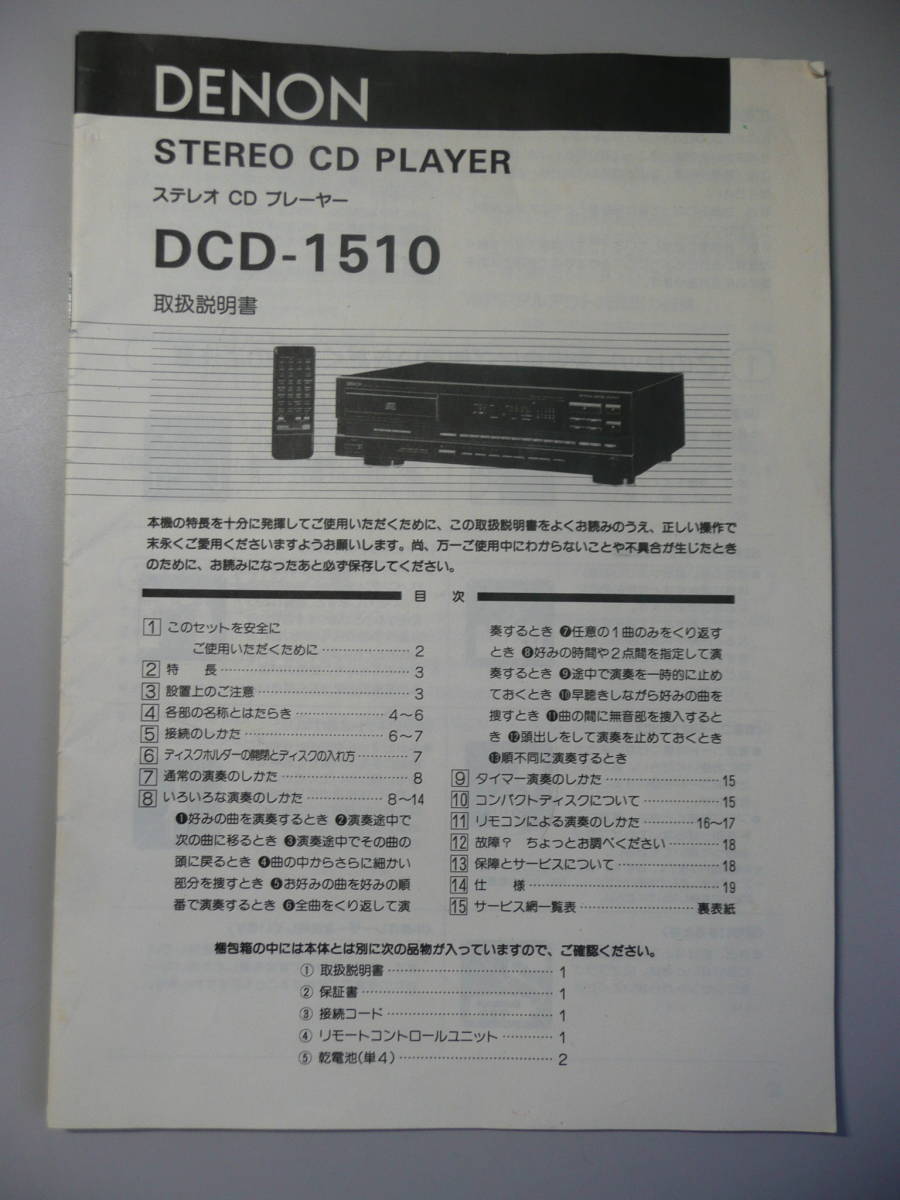 DENON
STEREO CD PLAYER
ステレオ CD プレーヤー
DCD-1510
取扱説明書
本機の特長を十分に発揮してご使用いただくために、この取扱説明書をよくお読みのうえ、正しい操作で
末永くご愛用くださいますようお願いします。尚、万一ご使用中にわからないことや不具合が生じたとき
のために、お読みになったあと必ず保存してください。
目 次
1 このセットを安全に
ご使用いただくために 2
2 特 長 3
3 設置上のご注意 3
4 各部の名称とはたらき 4〜6
5 接続のしかた 6〜7
6 ディスクホルダーの開閉とディスクの入れ方 7
7 通常の演奏のしかた 8
8 いろいろな演奏のしかた 8〜14
❶好みの曲を演奏するとき ❷演奏途中で
次の曲に移るとき ❸演奏途中でその曲の
頭に戻るとき ❹曲の中からさらに細かい
部分を捜すとき ❺お好みの曲を好みの順
番で演奏するとき ❻全曲をくり返して演
奏するとき ❼任意の1曲のみをくり返す
とき ❽好みの時間や2点間を指定して演
奏するとき ❾途中で演奏を一時的に止め
ておくとき ❿早聴きしながら好みの曲を
捜すとき ⓫曲の間に無音部を挿入すると
き ⓬頭出しをして演奏を止めておくとき
⓭順不同に演奏するとき
9 タイマー演奏のしかた 15
10 コンパクトディスクについて 15
11 リモコンによる演奏のしかた 16〜17
12 故障？ ちょっとお調べください 18
13 保障とサービスについて 18
14 仕 様 19
15 サービス網一覧表 裏表紙
梱包箱の中には本体とは別に次の品物が入っていますので、ご確認ください。
① 取扱説明書 1
② 保証書 1
③ 接続コード 1
④ リモートコントロールユニット 1
⑤ 乾電池(単4) 2